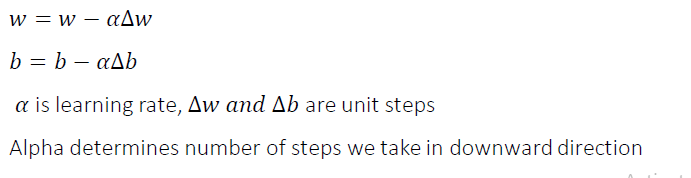 w = w − αΔw
b = b − αΔb
α is learning rate, Δw and Δb are unit steps
Alpha determines number of steps we take in downward direction